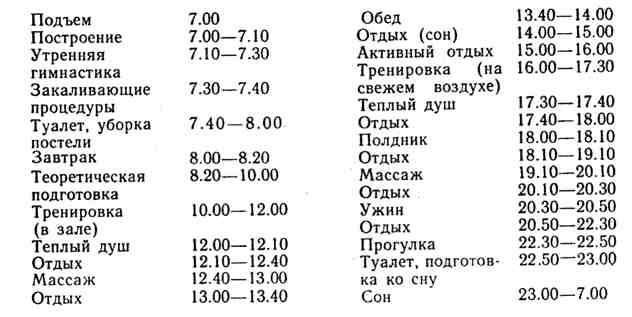 Подъем 7.00
Построение 7.00—7.10
Утренняя 7.10—7.30
гимнастика
Закаливающие 7.30—7.40
процедуры
Туалет, уборка 7.40—8.00
постели
Завтрак 8.00—8.20
Теоретическая 8.20—10.00
подготовка
Тренировка 10.00—12.00
(в зале)
Теплый душ 12.00—12.10
Отдых 12.10—12.40
Массаж 12.40—13.00
Отдых 13.00—13.40
Обед 13.40—14.00
Отдых (сон) 14.00—15.00
Активный отдых 15.00—16.00
Тренировка (на 16.00—17.30
свежем воздухе)
Теплый душ 17.30—17.40
Отдых 17.40—18.00
Полдник 18.00—18.10
Отдых 18.10—19.10
Массаж 19.10—20.10
Отдых 20.10—20.30
Ужин 20.30—20.50
Отдых 20.50—22.30
Прогулка 22.30—22.50
Туалет, подготов- 22.50—23.00
ка ко сну
Сон 23.00—7.00